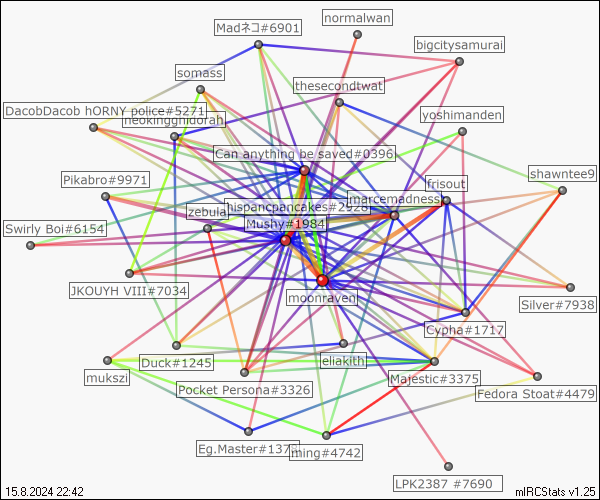 normalwan
Madネコ#6901
bigcitysamurai
somass
thesecondtwat
DacobDacob hORNY police#5271
neokingghidorah
yoshimanden
Can anything be saved#0396
shawntee9
Pikabro#9971
frisout
marcemadness
hispancpancakes#2928
zebula
Mushy#1984
Swirly Boi#6154
JKOUYH VIII#7034
moonraven
Silver#7938
Cypha#1717
Duck#1245
eliakith
mukszi
Majestic#3375
Pocket Persona#3326
Fedora Stoat#4479
Eg.Master#1378
ming#4742
LPK2387 #7690
15.8.2024 22:42
mIRCStats v1.25